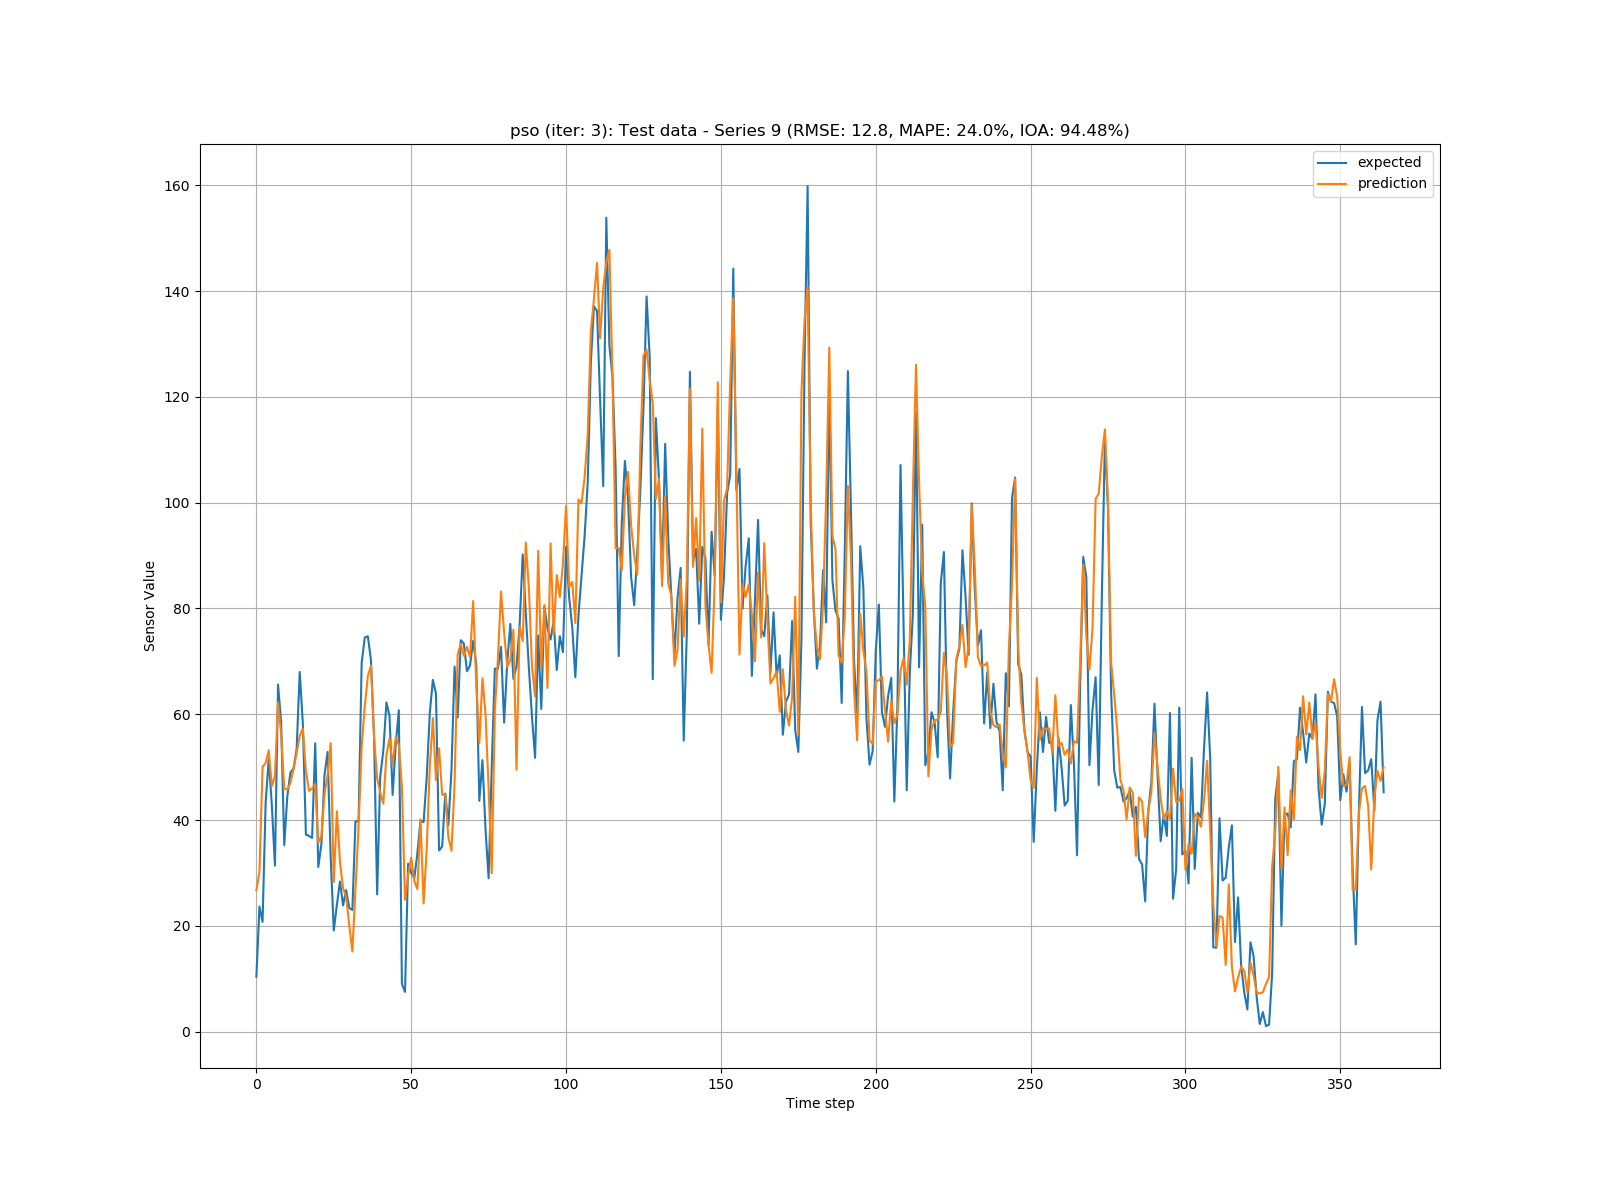 pso (iter: 3): Test data - Series 9 (RMSE: 12.8, MAPE: 24.0%, IOA: 94.48%)
expected
prediction
160
140
120
100
80
60
40
20
0
Sensor Value
0 50 100 150 200 250 300 350
Time step